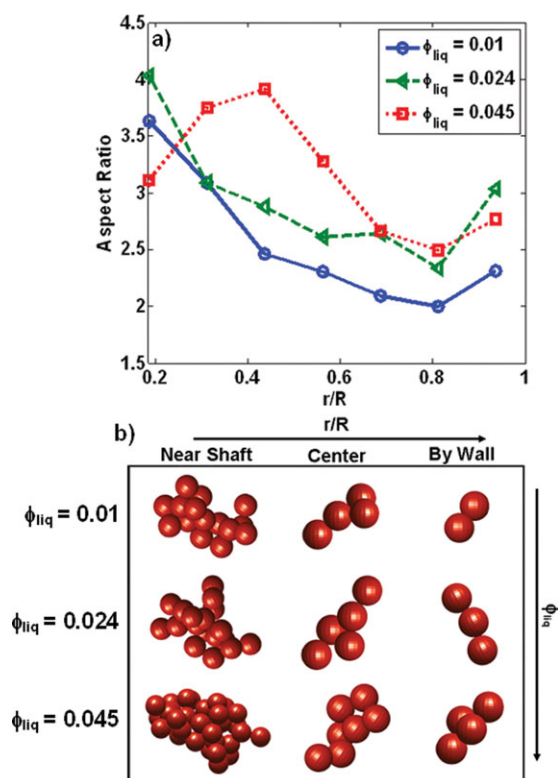 a)
ϕliq = 0.01
ϕliq = 0.024
ϕliq = 0.045
4.5
4
3.5
3
2.5
2
1.5
Aspect Ratio
0.2 0.4 0.6 0.8 1
r/R
b)
r/R
Near Shaft Center By Wall
ϕliq = 0.01
ϕliq = 0.024
ϕliq = 0.045
ϕliq